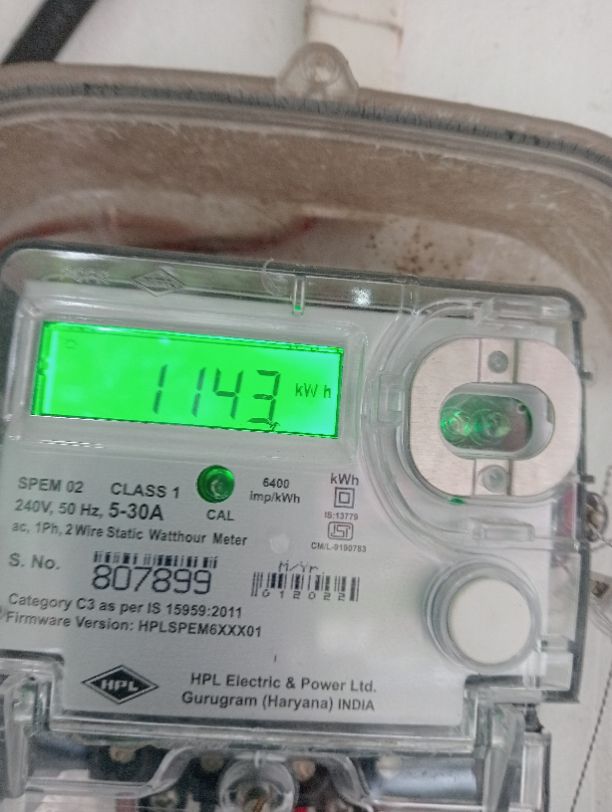 1143 kWh
SPEM 02 CLASS 1
240V, 50 Hz, 5-30A
CAL
6400
imp/kWh
kWh
IS:13779
ISI
CM/L-9190783
ac, 1Ph, 2 Wire Static Watthour Meter
S. No.
807899
M/Yr
012022
Category C3 as per IS 15959:2011
Firmware Version: HPLSPEM6XXX01
HPL
HPL Electric & Power Ltd.
Gurugram (Haryana) INDIA